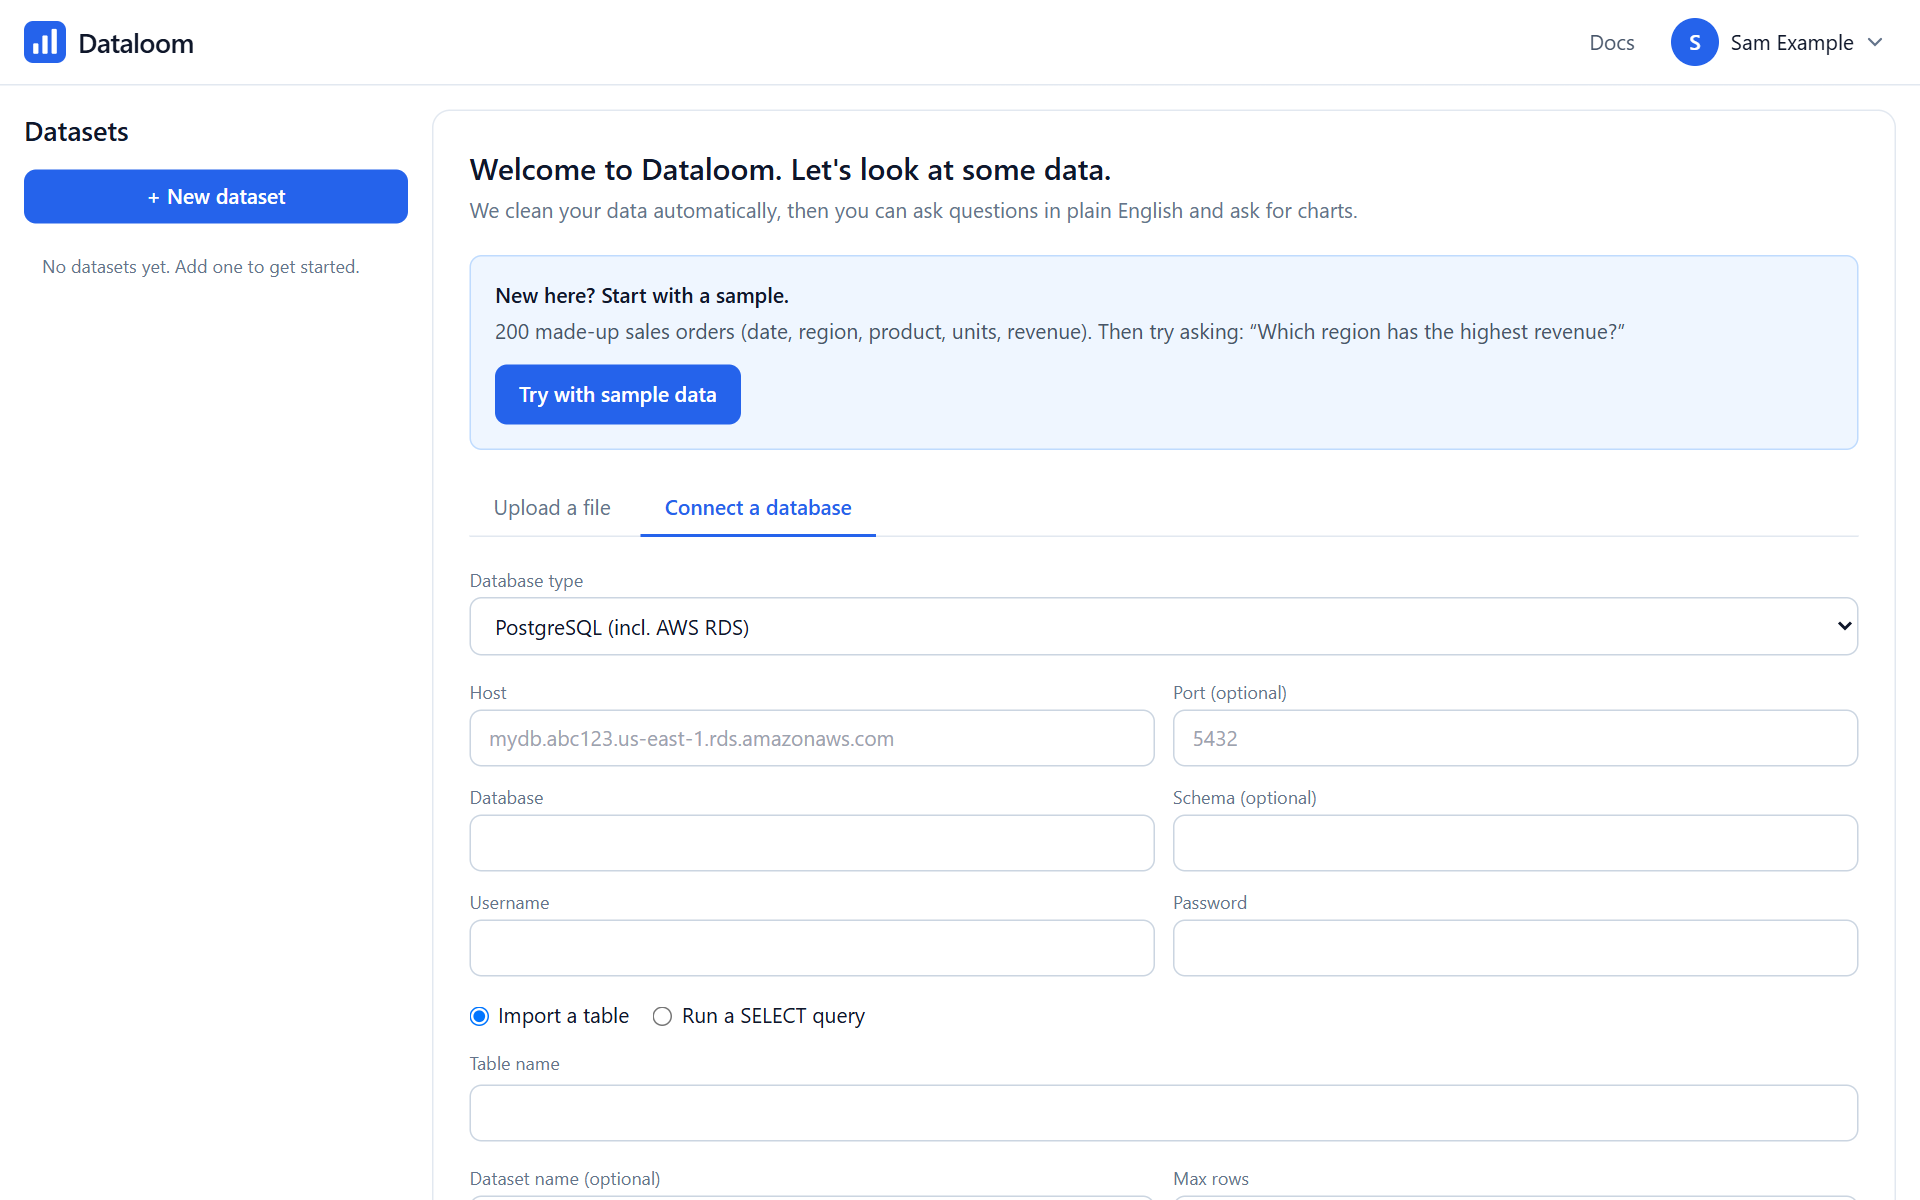 Dataloom
Docs
S
Sam Example
Datasets
+ New dataset
No datasets yet. Add one to get started.
Welcome to Dataloom. Let's look at some data.
We clean your data automatically, then you can ask questions in plain English and ask for charts.
New here? Start with a sample.
200 made-up sales orders (date, region, product, units, revenue). Then try asking: “Which region has the highest revenue?”
Try with sample data
Upload a file
Connect a database
Database type
PostgreSQL (incl. AWS RDS)
Host
Port (optional)
mydb.abc123.us-east-1.rds.amazonaws.com
5432
Database
Schema (optional)
Username
Password
Import a table
Run a SELECT query
Table name
Dataset name (optional)
Max rows